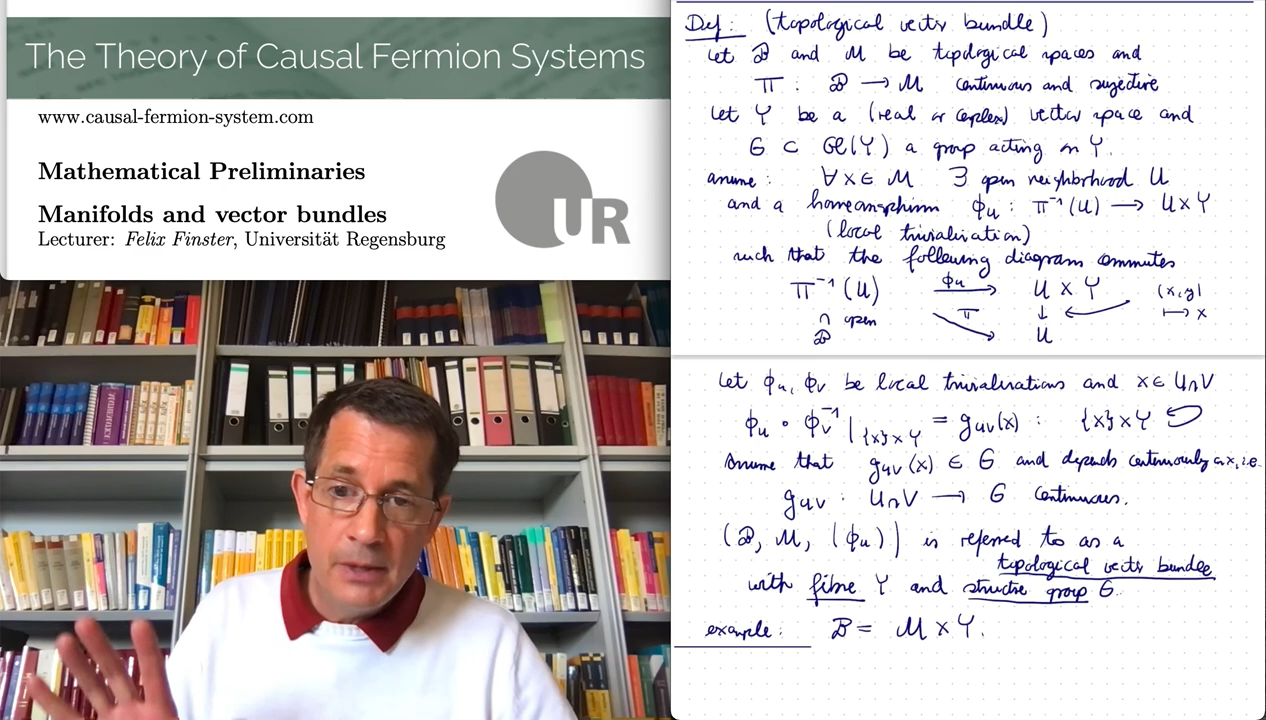 The Theory of Causal Fermion Systems
www.causal-fermion-system.com
Mathematical Preliminaries
Manifolds and vector bundles
Lecturer: Felix Finster, Universität Regensburg
UR
Def: (topological vector bundle)
Let B and M be topological spaces and
π : B → M continuous and surjective
Let Y be a (real or complex) vector space and
G ⊂ Gl(Y) a group acting on Y.
assume: ∀ x ∈ M ∃ open neighborhood U
and a homeomorphism ϕ_U : π⁻¹(U) → U × Y
(local trivialisation)
such that the following diagram commutes
π⁻¹(U) ϕ_U → U × Y (x,y)
∩ open π ↓ ↦ x
B U
Let ϕ_U, ϕ_V be local trivialisations and x ∈ U∩V
ϕ_U ∘ ϕ_V⁻¹ |_{{x}×Y} = g_UV(x) : {x}×Y
Assume that g_UV(x) ∈ G and depends continuously on x, i.e.
g_UV : U∩V → G continuous.
(B, M, (ϕ_U)) is referred to as a
topological vector bundle
with fibre Y and structure group G.
example: B = M × Y.